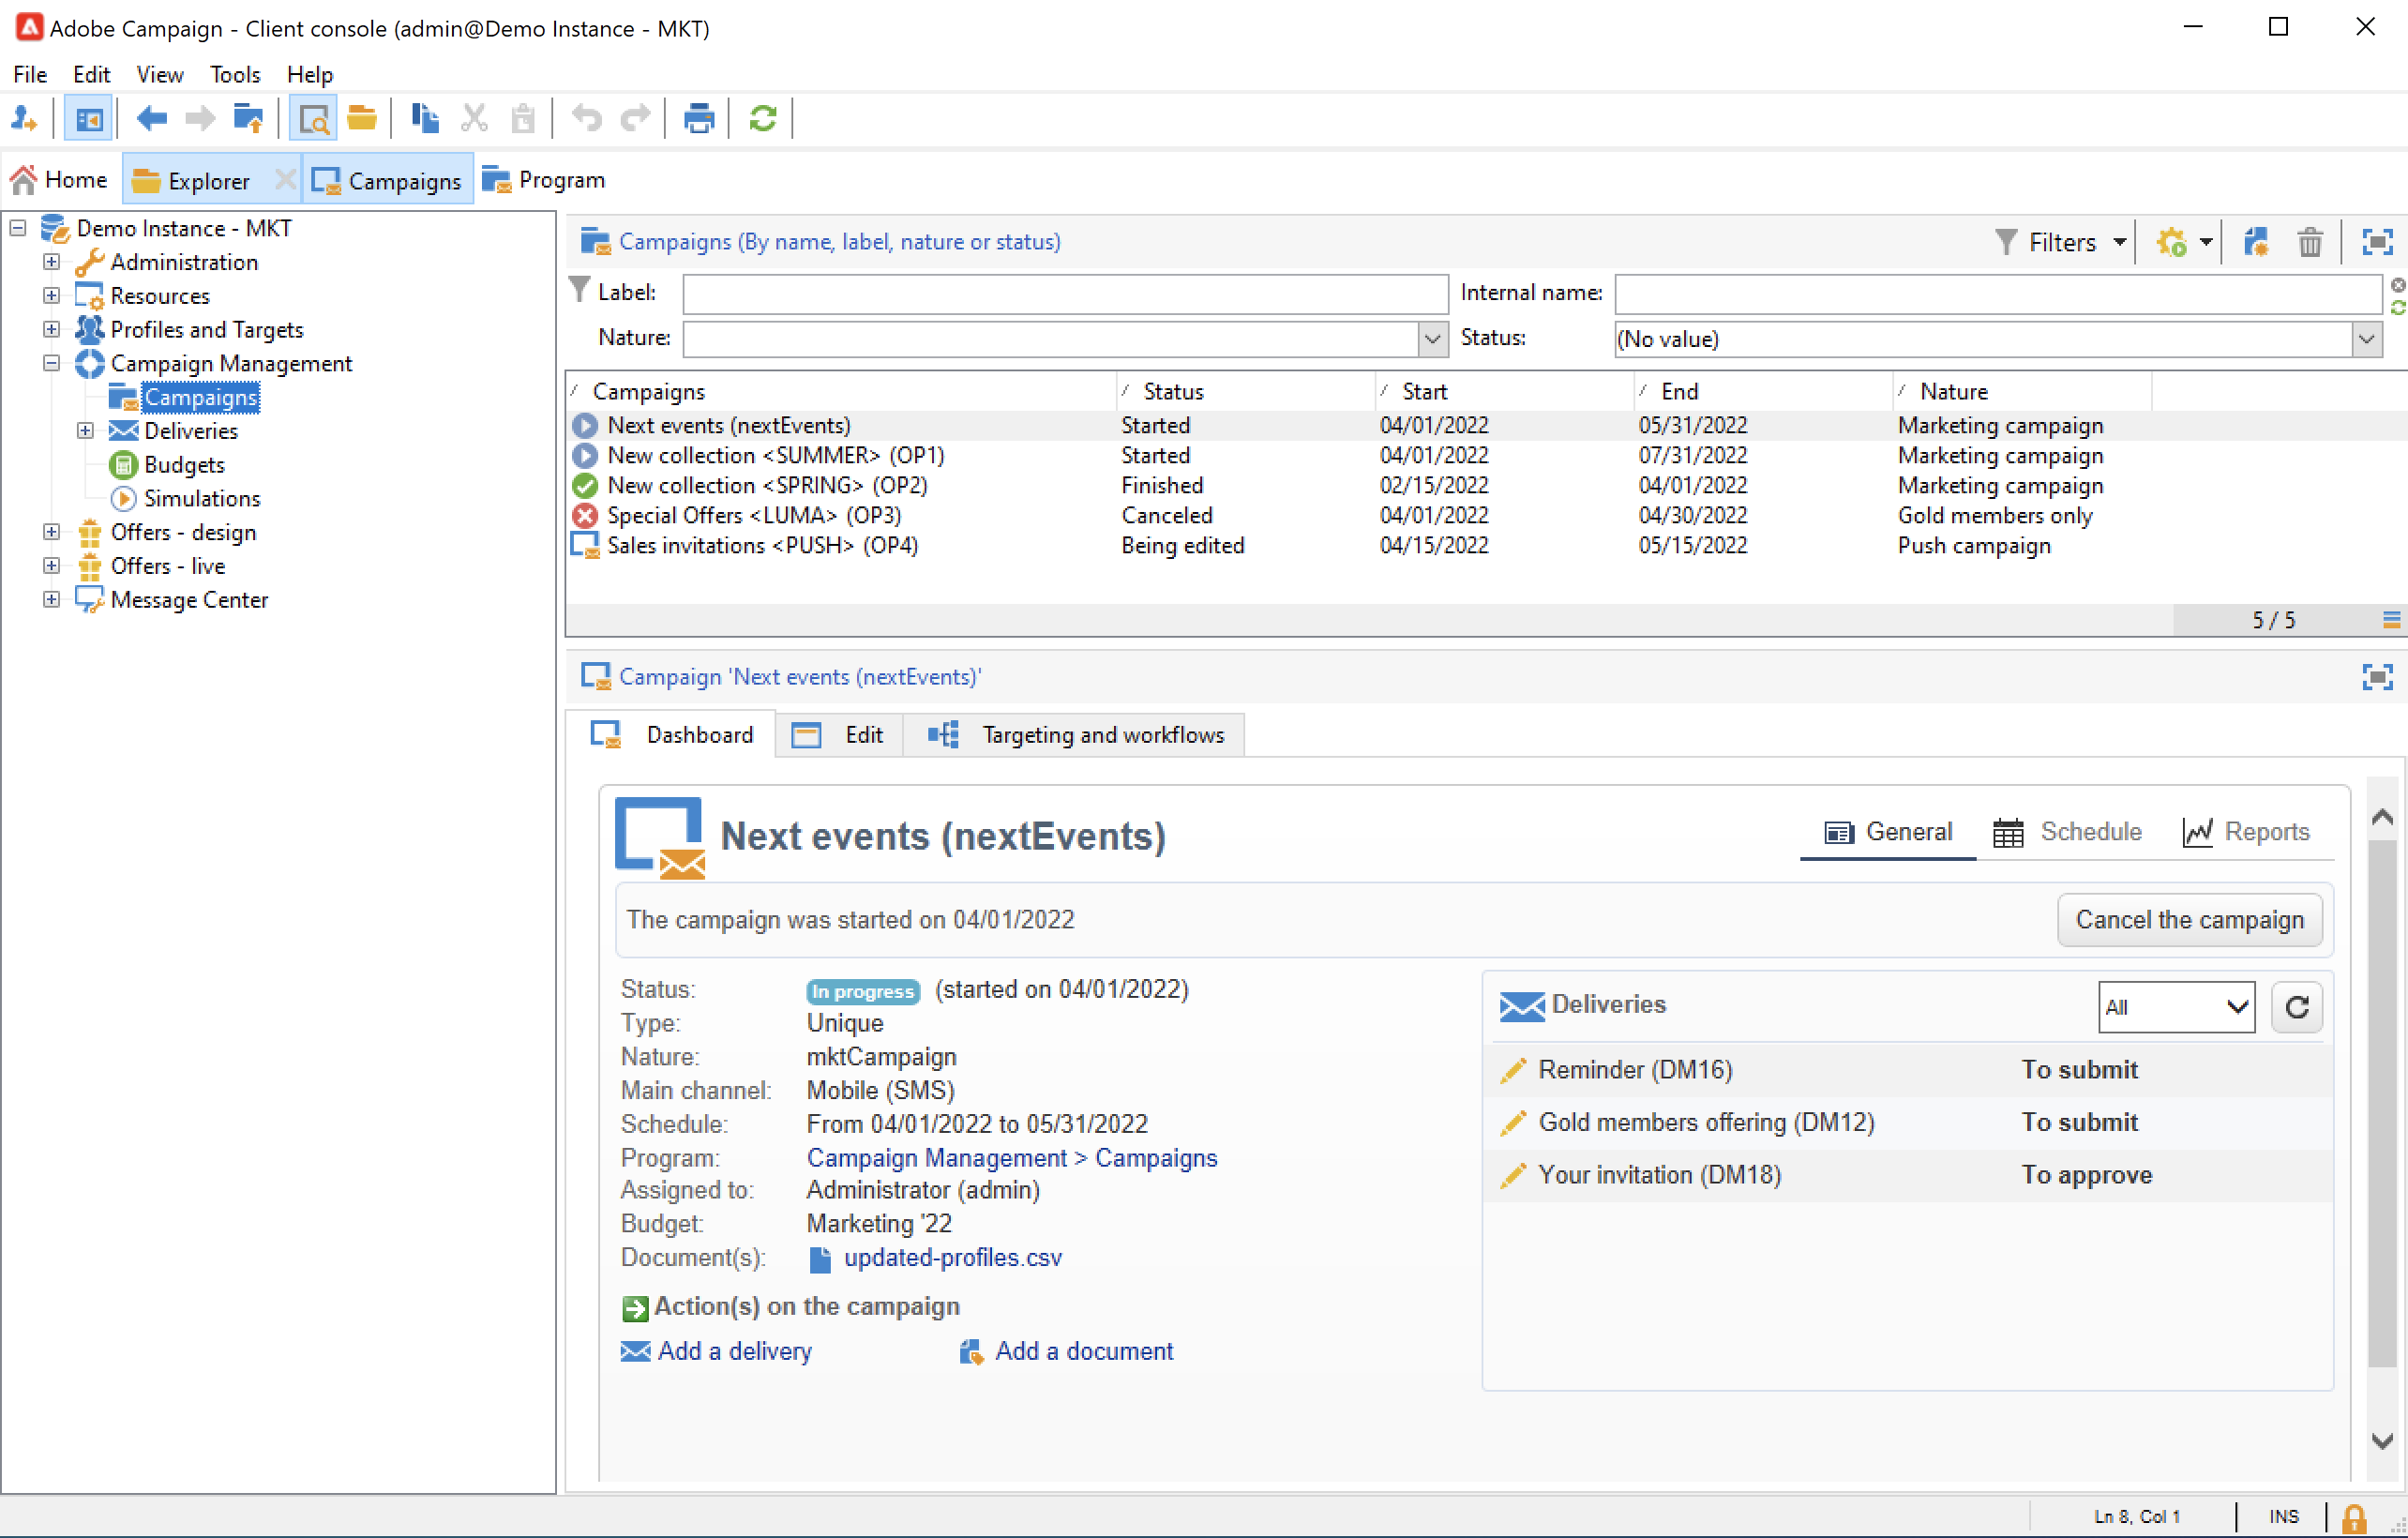 Adobe Campaign - Client console (admin@Demo Instance - MKT)
File Edit View Tools Help
Home Explorer Campaigns Program
Demo Instance - MKT
Administration
Resources
Profiles and Targets
Campaign Management
Campaigns
Deliveries
Budgets
Simulations
Offers - design
Offers - live
Message Center
Campaigns (By name, label, nature or status) Filters
Label: Internal name:
Nature: Status: (No value)
Campaigns Status Start End Nature
Next events (nextEvents) Started 04/01/2022 05/31/2022 Marketing campaign
New collection <SUMMER> (OP1) Started 04/01/2022 07/31/2022 Marketing campaign
New collection <SPRING> (OP2) Finished 02/15/2022 04/01/2022 Marketing campaign
Special Offers <LUMA> (OP3) Canceled 04/01/2022 04/30/2022 Gold members only
Sales invitations <PUSH> (OP4) Being edited 04/15/2022 05/15/2022 Push campaign
5 / 5
Campaign 'Next events (nextEvents)'
Dashboard Edit Targeting and workflows
Next events (nextEvents) General Schedule Reports
The campaign was started on 04/01/2022 Cancel the campaign
Status: In progress (started on 04/01/2022)
Type: Unique
Nature: mktCampaign
Main channel: Mobile (SMS)
Schedule: From 04/01/2022 to 05/31/2022
Program: Campaign Management > Campaigns
Assigned to: Administrator (admin)
Budget: Marketing '22
Document(s): updated-profiles.csv
Action(s) on the campaign
Add a delivery Add a document
Deliveries All
Reminder (DM16) To submit
Gold members offering (DM12) To submit
Your invitation (DM18) To approve
Ln 8, Col 1 INS